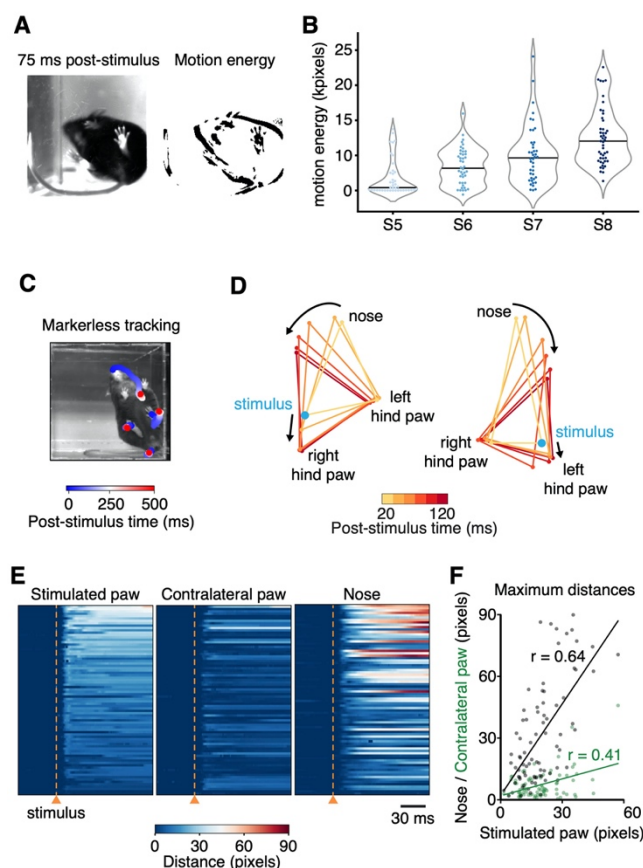 A
75 ms post-stimulus
Motion energy
B
motion energy (kpixels)
25
20
10
10
0
S5
S6
S7
S8
C
Markerless tracking
0
250
500
Post-stimulus time (ms)
D
nose
stimulus
left
hind paw
right
hind paw
nose
stimulus
right
hind paw
left
hind paw
20
120
Post-stimulus time (ms)
E
Stimulated paw
Contralateral paw
Nose
stimulus
30 ms
0
30
60
90
Distance (pixels)
F
Maximum distances
Nose / Contralateral paw (pixels)
90
60
30
0
r = 0.64
r = 0.41
0
30
60
Stimulated paw (pixels)